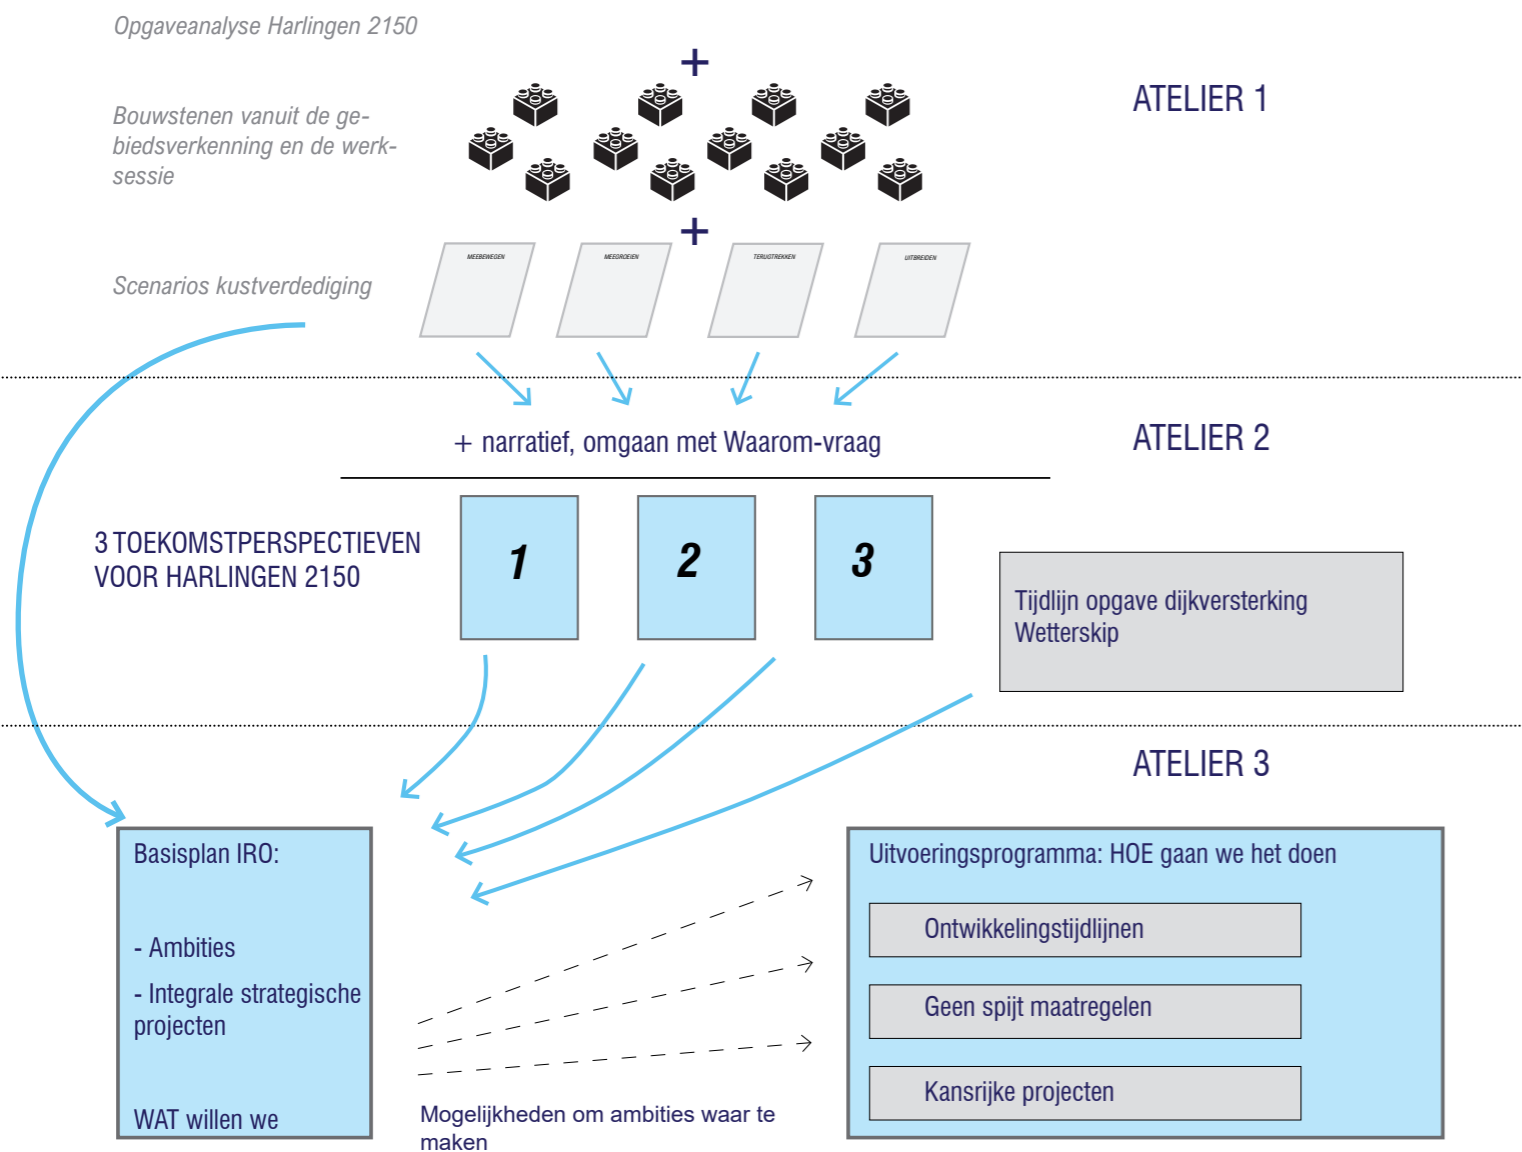 Opgaveanalyse Harlingen 2150
+
ATELIER 1
Bouwstenen vanuit de ge-
biedsverkenning en de werk-
sessie
+
MEEBEWEGEN
MEEGROEIEN
TERUGTREKKEN
UITBREIDEN
Scenarios kustverdediging
+ narratief, omgaan met Waarom-vraag
ATELIER 2
3 TOEKOMSTPERSPECTIEVEN
VOOR HARLINGEN 2150
1
2
3
Tijdlijn opgave dijkversterking
Wetterskip
ATELIER 3
Basisplan IRO:
- Ambities
- Integrale strategische
projecten
WAT willen we
Mogelijkheden om ambities waar te
maken
Uitvoeringsprogramma: HOE gaan we het doen
Ontwikkelingstijdlijnen
Geen spijt maatregelen
Kansrijke projecten